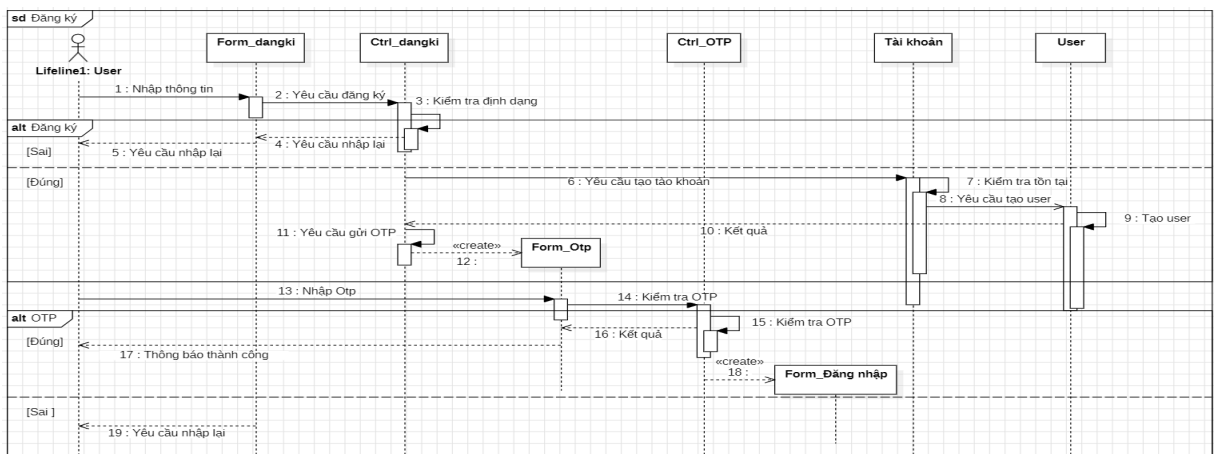 sd Đăng ký
Form_dangki
Ctrl_dangki
Ctrl_OTP
Tài khoản
User
Lifeline1: User
1 : Nhập thông tin
2 : Yêu cầu đăng ký
3 : Kiểm tra định dạng
alt Đăng ký
[Sai]
4 : Yêu cầu nhập lại
5 : Yêu cầu nhập lại
[Đúng]
6 : Yêu cầu tạo tào khoản
7 : Kiểm tra tồn tại
8 : Yêu cầu tạo user
9 : Tạo user
10 : Kết quả
11 : Yêu cầu gửi OTP
«create»
12 :
Form_Otp
13 : Nhập Otp
14 : Kiểm tra OTP
alt OTP
15 : Kiểm tra OTP
16 : Kết quả
[Đúng]
17 : Thông báo thành công
«create»
18 :
Form_Đăng nhập
[Sai ]
19 : Yêu cầu nhập lại